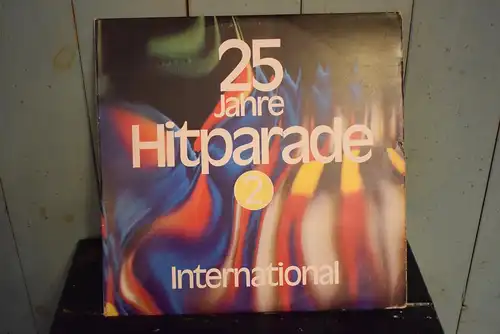 25
Jahre
Hitparade
2
International